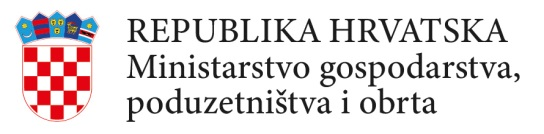 REPUBLIKA HRVATSKA
Ministarstvo gospodarstva,
poduzetništva i obrta